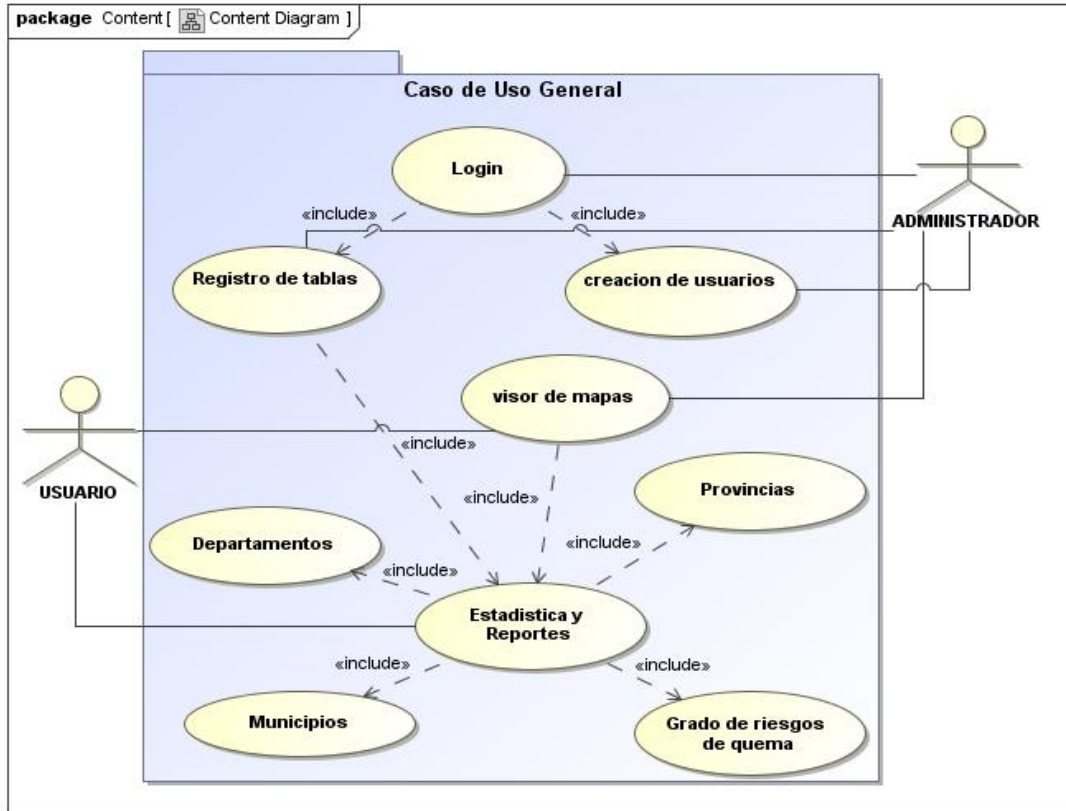 package Content [ Content Diagram ]
Caso de Uso General
Login
ADMINISTRADOR
«include»
«include»
Registro de tablas
creacion de usuarios
visor de mapas
«include»
USUARIO
Provincias
«include»
Departamentos
«include»
«include»
Estadistica y
Reportes
«include»
«include»
Municipios
Grado de riesgos
de quema